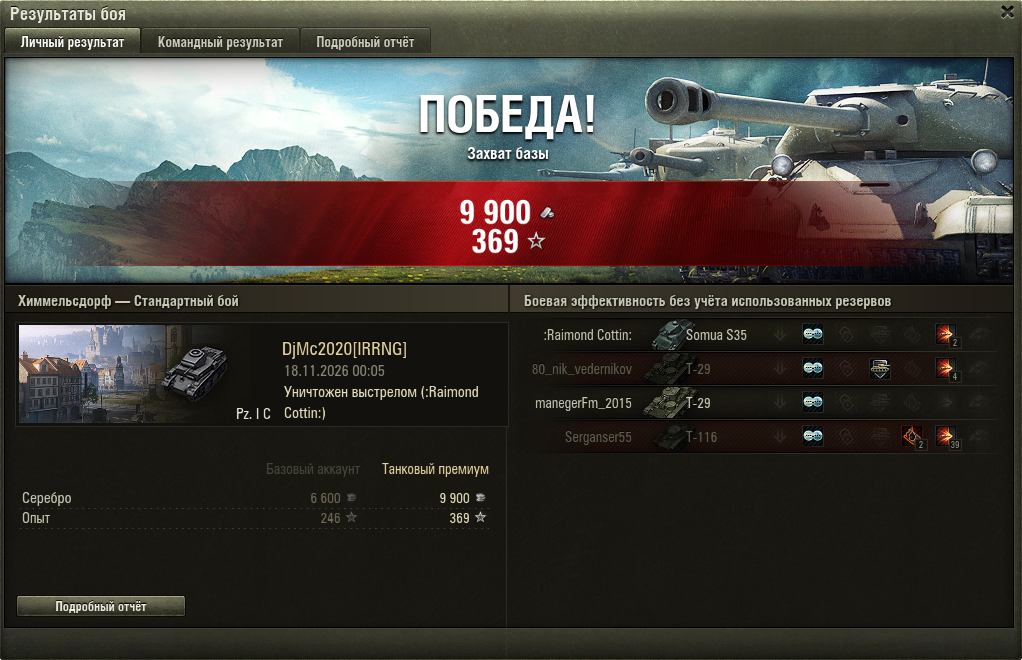 Результаты боя
Личный результат
Командный результат
Подробный отчёт
ПОБЕДА!
Захват базы
9 900
369
Химмельсдорф — Стандартный бой
Pz. I C
DjMc2020[IRRNG]
18.11.2026 00:05
Уничтожен выстрелом (:Raimond
Cottin:)
Базовый аккаунт Танковый премиум
Серебро 6 600 9 900
Опыт 246 369
Подробный отчёт
Боевая эффективность без учёта использованных резервов
:Raimond Cottin: Somua S35 2
80_nik_vedernikov T-29 4
manegerFm_2015 T-29
Serganser55 T-116 2 39